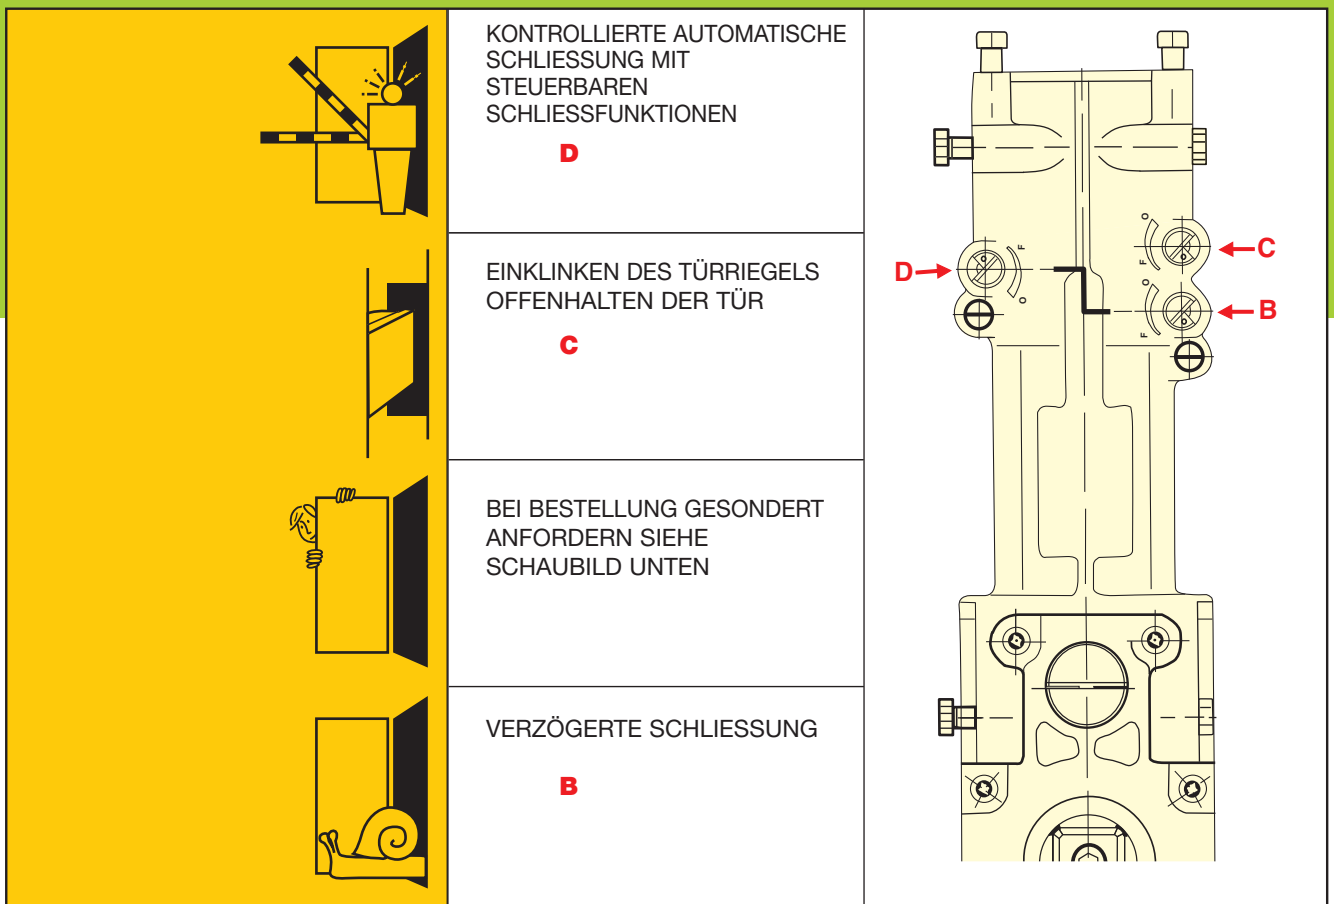 KONTROLLIERTE AUTOMATISCHE
SCHLIESSUNG MIT
STEUERBAREN
SCHLIESSFUNKTIONEN
D
EINKLINKEN DES TÜRRIEGELS
OFFENHALTEN DER TÜR
C
BEI BESTELLUNG GESONDERT
ANFORDERN SIEHE
SCHAUBILD UNTEN
VERZÖGERTE SCHLIESSUNG
B
O
F
C
D
F
O
O
F
B